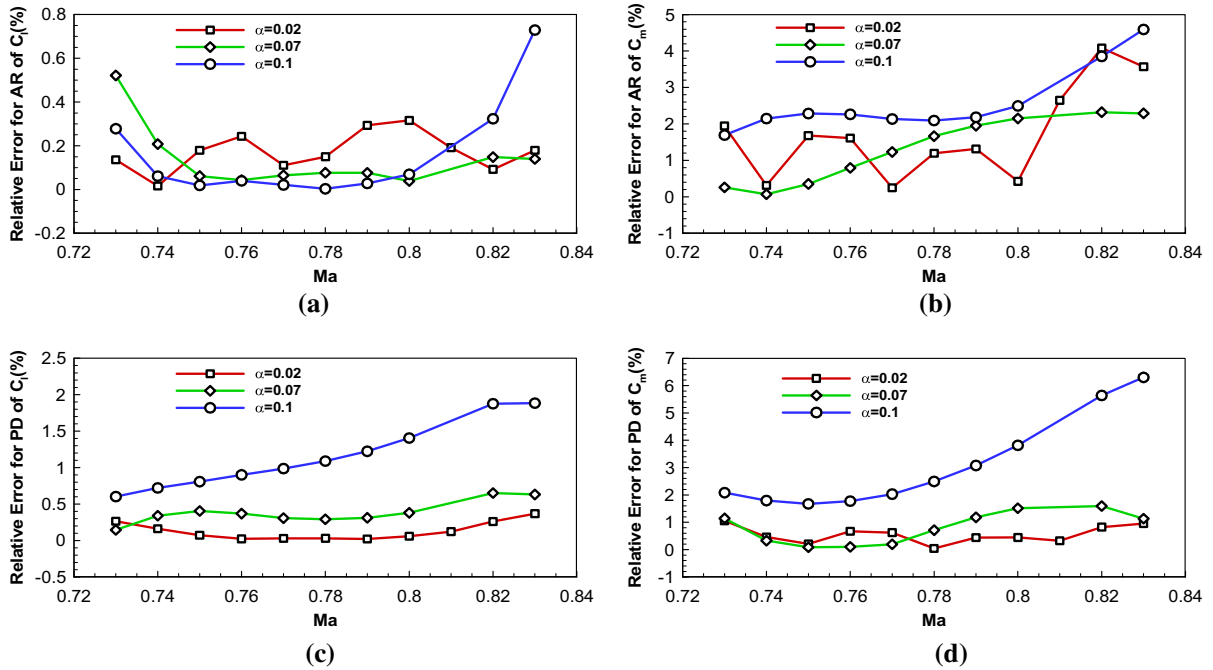 Relative Error for AR of C_l(%)
0.8
0.6
0.4
0.2
0
-0.2
α=0.02
α=0.07
α=0.1
0.72 0.74 0.76 0.78 0.8 0.82 0.84
Ma
(a)
Relative Error for AR of C_m(%)
5
4
3
2
1
0
-1
α=0.02
α=0.07
α=0.1
0.72 0.74 0.76 0.78 0.8 0.82 0.84
Ma
(b)
Relative Error for PD of C_l(%)
2.5
2
1.5
1
0.5
0
-0.5
α=0.02
α=0.07
α=0.1
0.72 0.74 0.76 0.78 0.8 0.82 0.84
Ma
(c)
Relative Error for PD of C_m(%)
7
6
5
4
3
2
1
0
-1
α=0.02
α=0.07
α=0.1
0.72 0.74 0.76 0.78 0.8 0.82 0.84
Ma
(d)